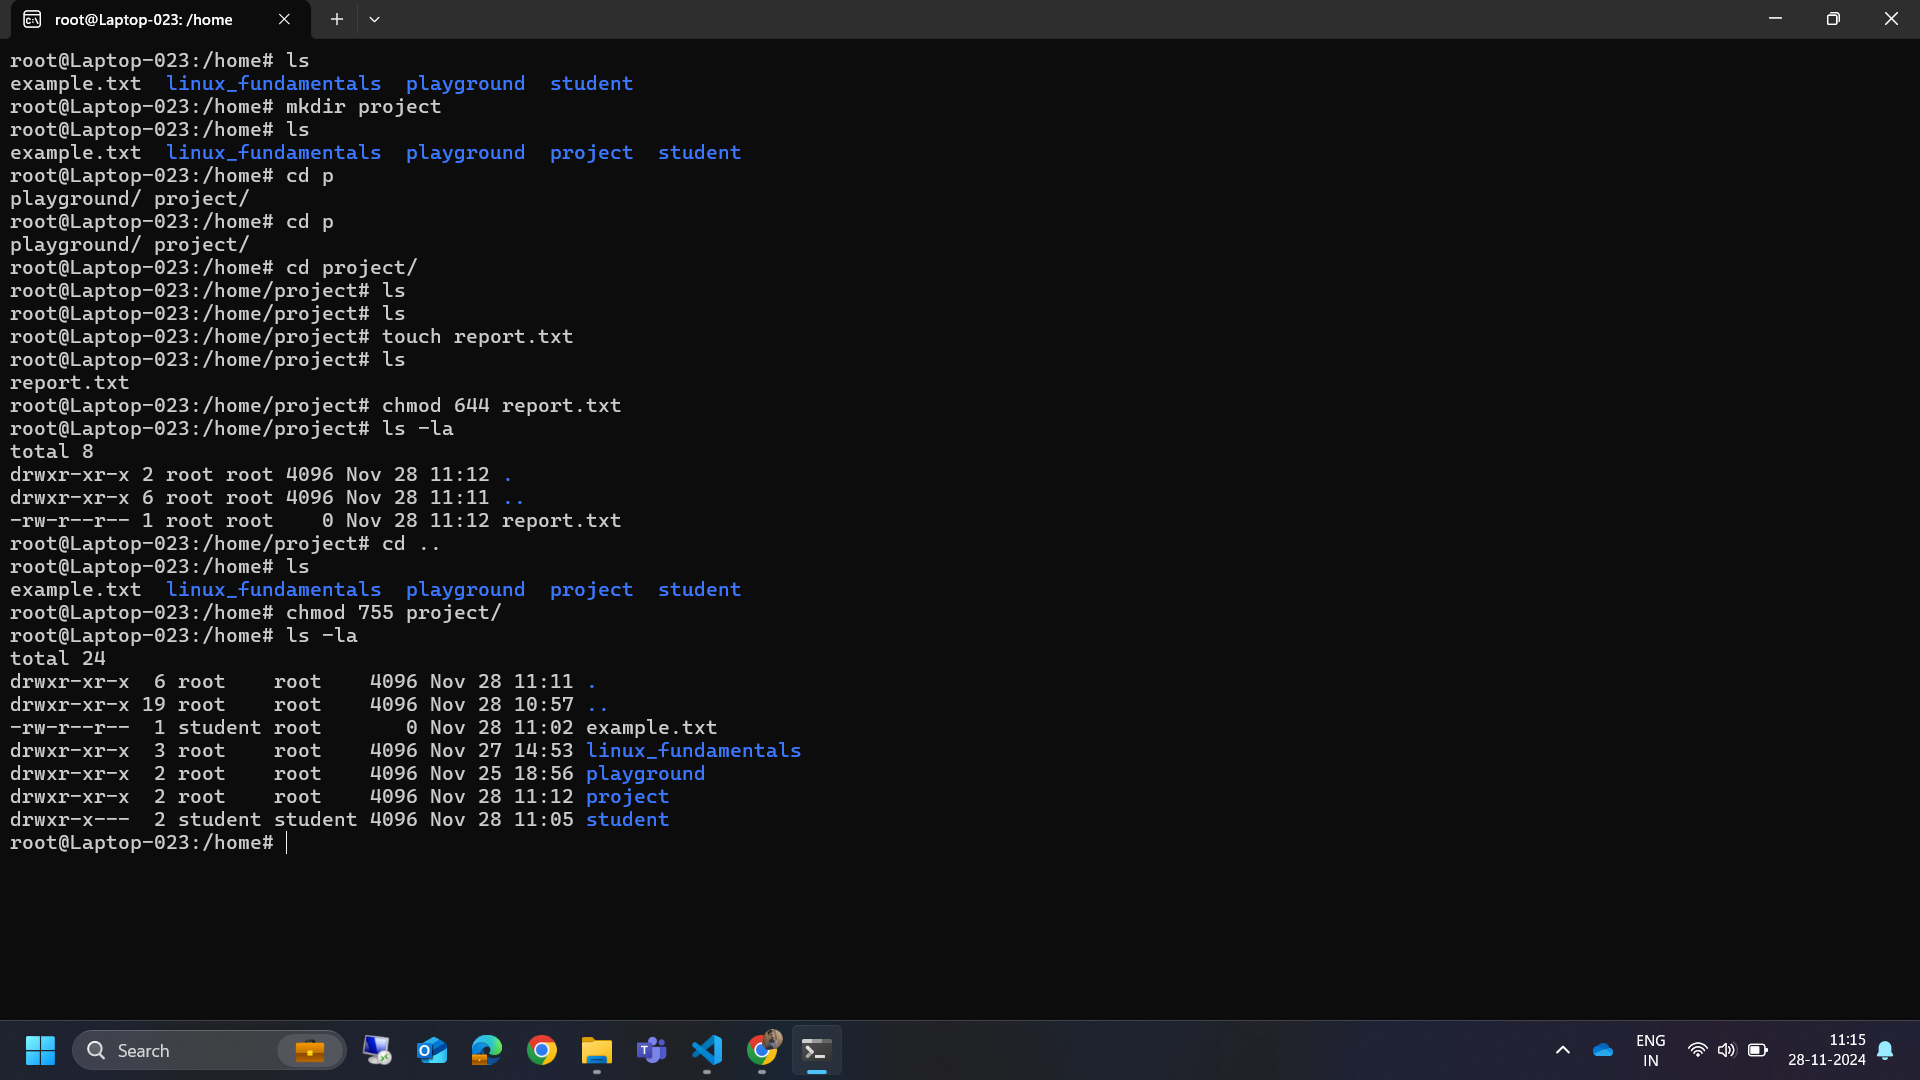 root@Laptop-023: /home
root@Laptop-023:/home# ls
example.txt  linux_fundamentals  playground  student
root@Laptop-023:/home# mkdir project
root@Laptop-023:/home# ls
example.txt  linux_fundamentals  playground  project  student
root@Laptop-023:/home# cd p
playground/ project/
root@Laptop-023:/home# cd p
playground/ project/
root@Laptop-023:/home# cd project/
root@Laptop-023:/home/project# ls
root@Laptop-023:/home/project# ls
root@Laptop-023:/home/project# touch report.txt
root@Laptop-023:/home/project# ls
report.txt
root@Laptop-023:/home/project# chmod 644 report.txt
root@Laptop-023:/home/project# ls -la
total 8
drwxr-xr-x 2 root root 4096 Nov 28 11:12 .
drwxr-xr-x 6 root root 4096 Nov 28 11:11 ..
-rw-r--r-- 1 root root    0 Nov 28 11:12 report.txt
root@Laptop-023:/home/project# cd ..
root@Laptop-023:/home# ls
example.txt  linux_fundamentals  playground  project  student
root@Laptop-023:/home# chmod 755 project/
root@Laptop-023:/home# ls -la
total 24
drwxr-xr-x  6 root    root    4096 Nov 28 11:11 .
drwxr-xr-x 19 root    root    4096 Nov 28 10:57 ..
-rw-r--r--  1 student root       0 Nov 28 11:02 example.txt
drwxr-xr-x  3 root    root    4096 Nov 27 14:53 linux_fundamentals
drwxr-xr-x  2 root    root    4096 Nov 25 18:56 playground
drwxr-xr-x  2 root    root    4096 Nov 28 11:12 project
drwxr-x---  2 student student 4096 Nov 28 11:05 student
root@Laptop-023:/home#
Search
ENG
IN
11:15
28-11-2024